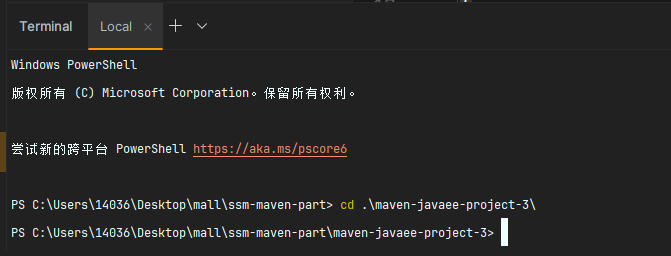 Terminal
Local
Windows PowerShell
版权所有 (C) Microsoft Corporation。保留所有权利。
尝试新的跨平台 PowerShell https://aka.ms/pscore6
PS C:\Users\14036\Desktop\mall\ssm-maven-part> cd .\maven-javaee-project-3\
PS C:\Users\14036\Desktop\mall\ssm-maven-part\maven-javaee-project-3>